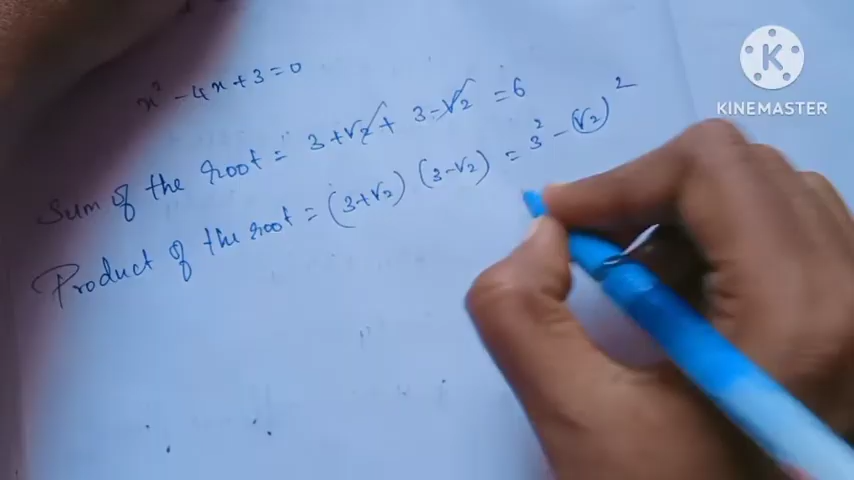 x² - 4x + 3 = 0
Sum of the root = 3 + √2 + 3 - √2 = 6
Product of the root = (3 + √2) (3 - √2) = 3² - (√2)²
KINEMASTER